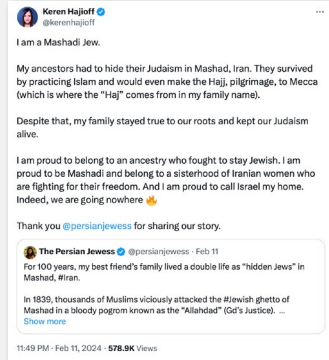 Keren Hajioff
@kerenhajioff
I am a Mashadi Jew.
My ancestors had to hide their Judaism in Mashad, Iran. They survived
by practicing Islam and would even make the Hajj, pilgrimage, to Mecca
(which is where the “Haj” comes from in my family name).
Despite that, my family stayed true to our roots and kept our Judaism
alive.
I am proud to belong to an ancestry who fought to stay Jewish. I am
proud to be Mashadi and belong to a sisterhood of Iranian women who
are fighting for their freedom. And I am proud to call Israel my home.
Indeed, we are going nowhere 🔥
Thank you @persianjewess for sharing our story.
The Persian Jewess @persianjewess · Feb 11
For 100 years, my best friend’s family lived a double life as “hidden Jews” in
Mashad, #Iran.
In 1839, thousands of Muslims viciously attacked the #Jewish ghetto of
Mashad in a bloody pogrom known as the “Allahdad” (Gd’s Justice). ...
Show more
11:49 PM · Feb 11, 2024 · 578.9K Views